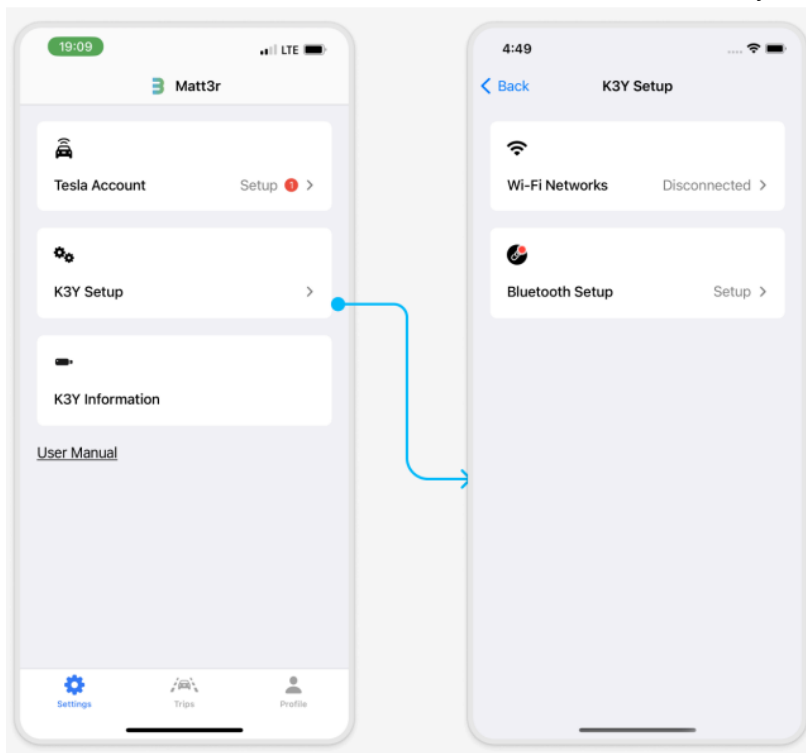 19:09
LTE
Matt3r
Tesla Account
Setup 1
K3Y Setup
K3Y Information
User Manual
Settings
Trips
Profile
4:49
Back
K3Y Setup
Wi-Fi Networks
Disconnected
Bluetooth Setup
Setup